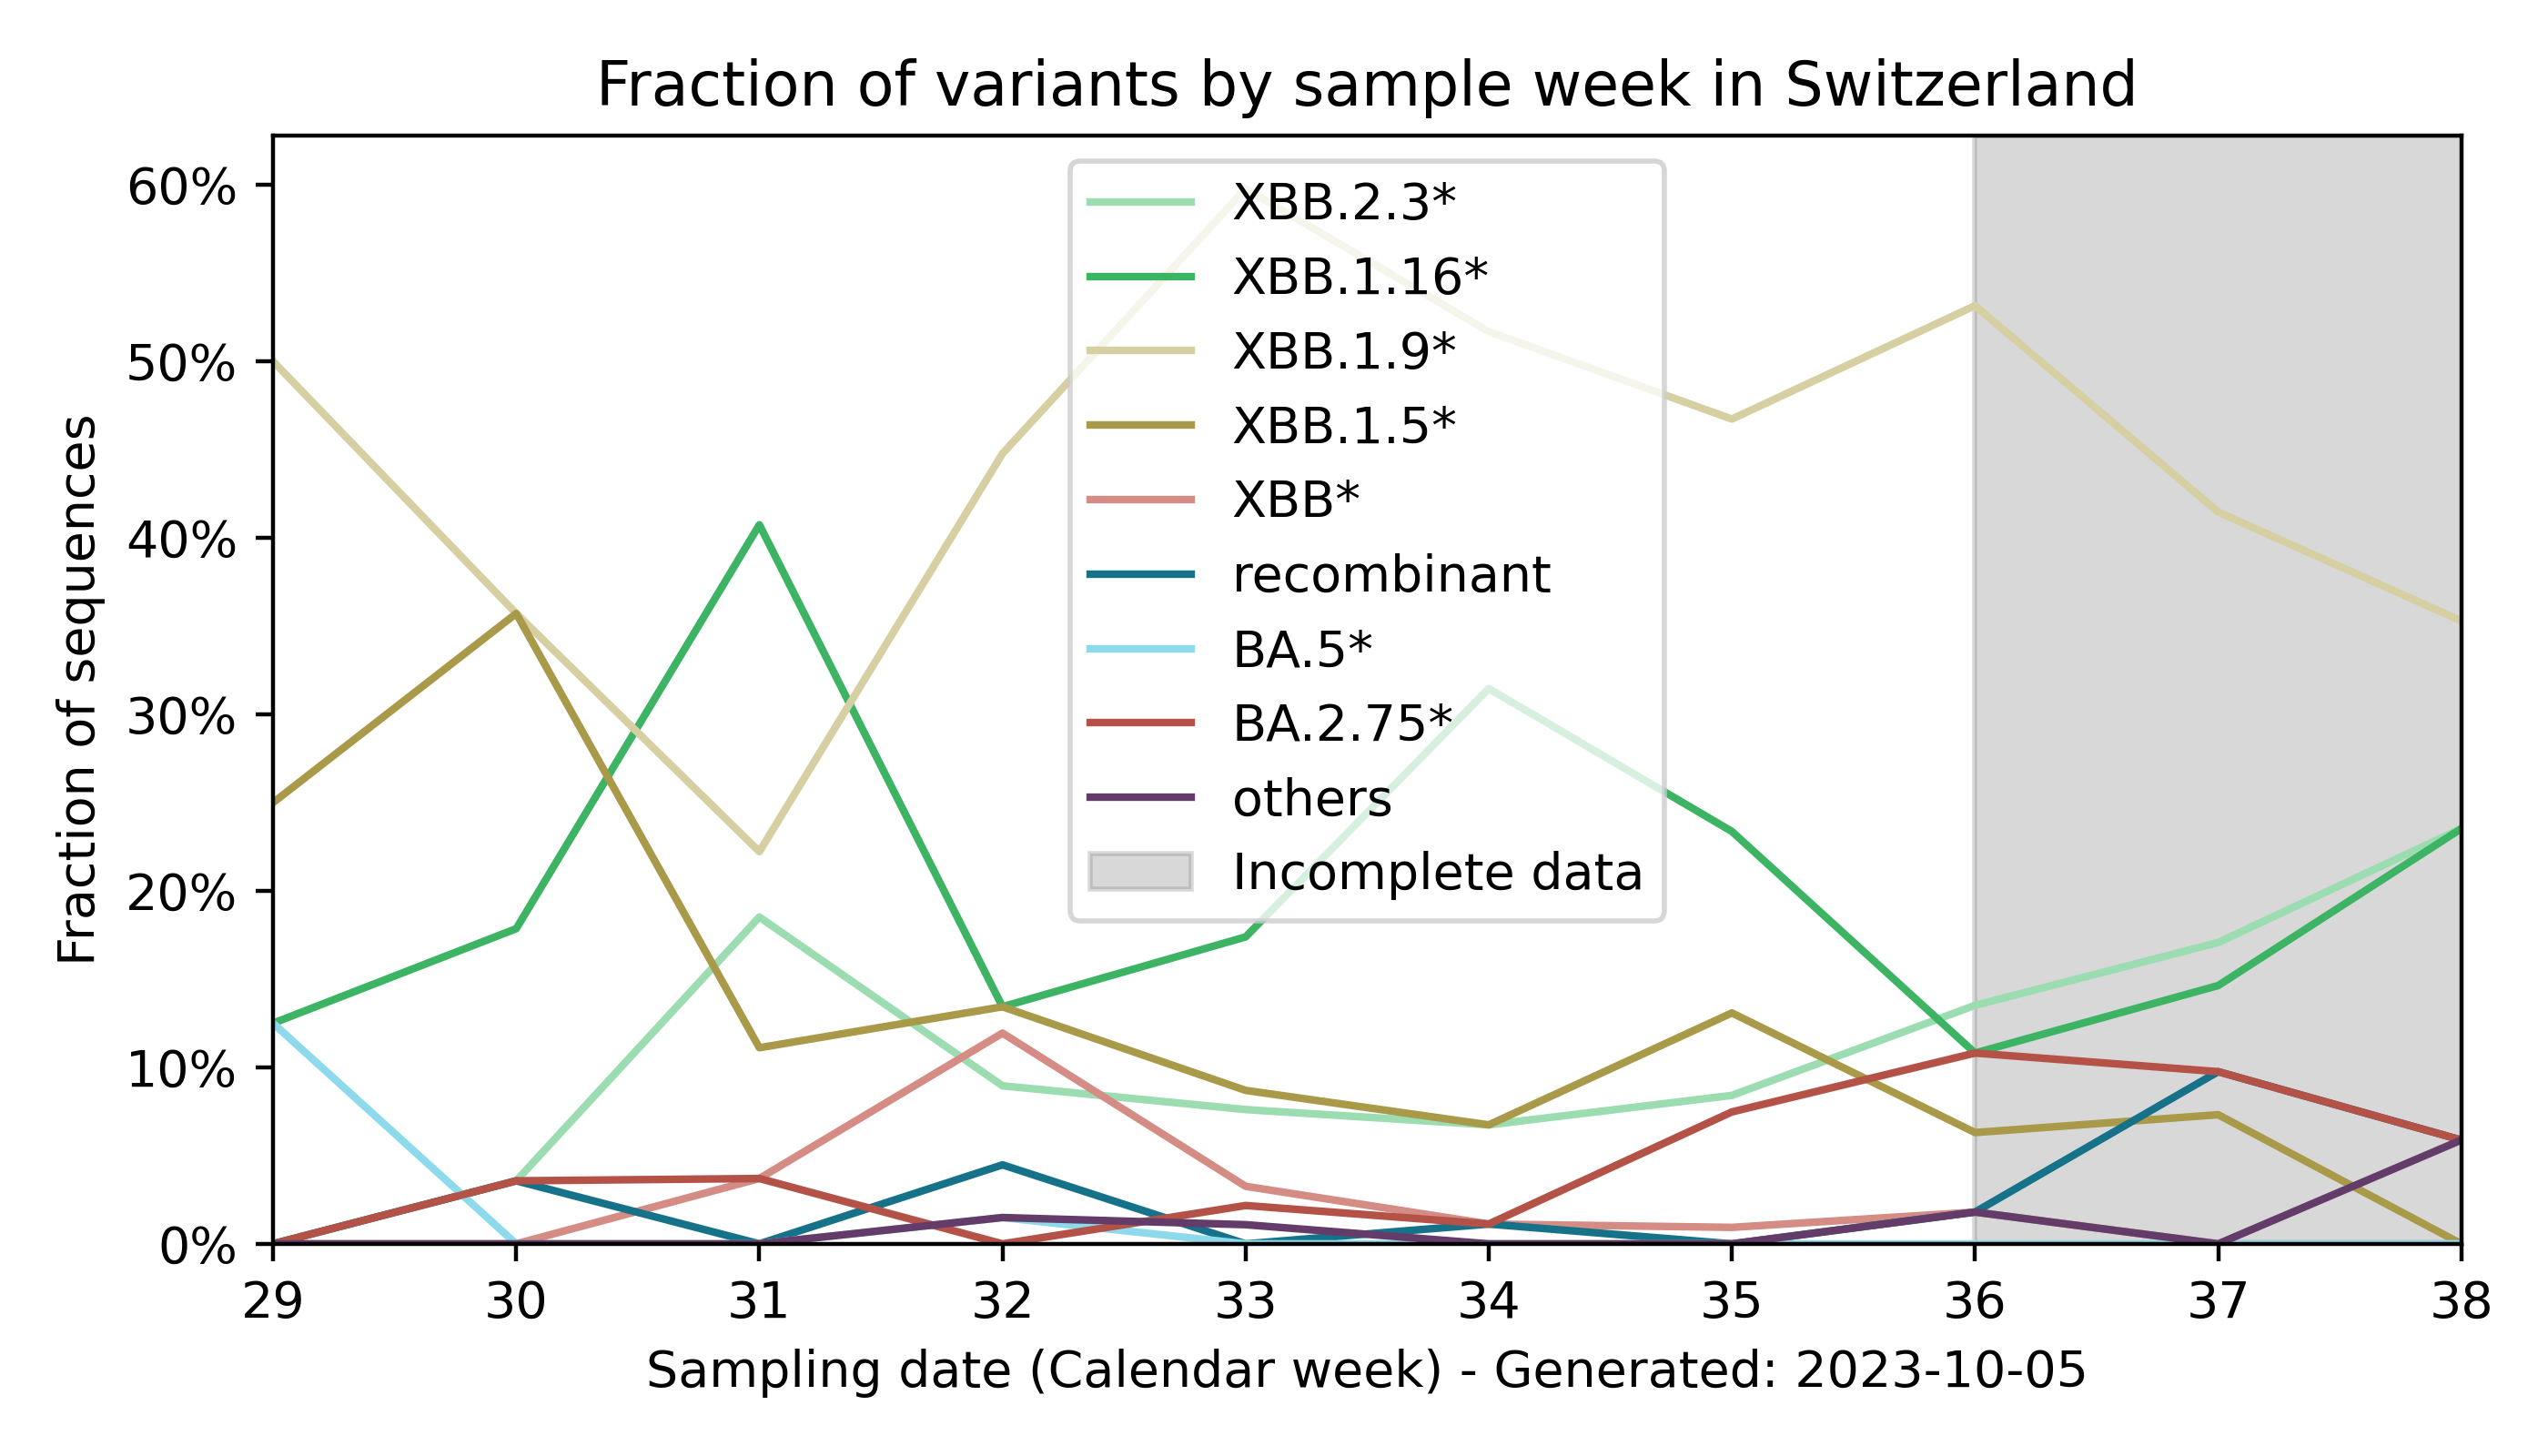 Fraction of variants by sample week in Switzerland
60%
50%
40%
30%
20%
10%
0%
Fraction of sequences
XBB.2.3*
XBB.1.16*
XBB.1.9*
XBB.1.5*
XBB*
recombinant
BA.5*
BA.2.75*
others
Incomplete data
29 30 31 32 33 34 35 36 37 38
Sampling date (Calendar week) - Generated: 2023-10-05